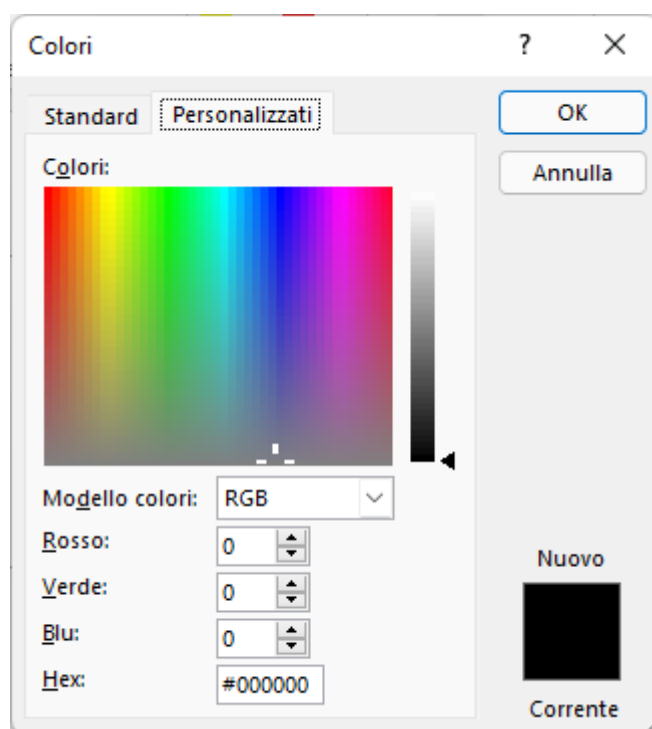 Colori ?
Standard Personalizzati OK
Colori: Annulla
Modello colori: RGB
Rosso: 0
Verde: 0
Blu: 0
Hex: #000000
Nuovo
Corrente